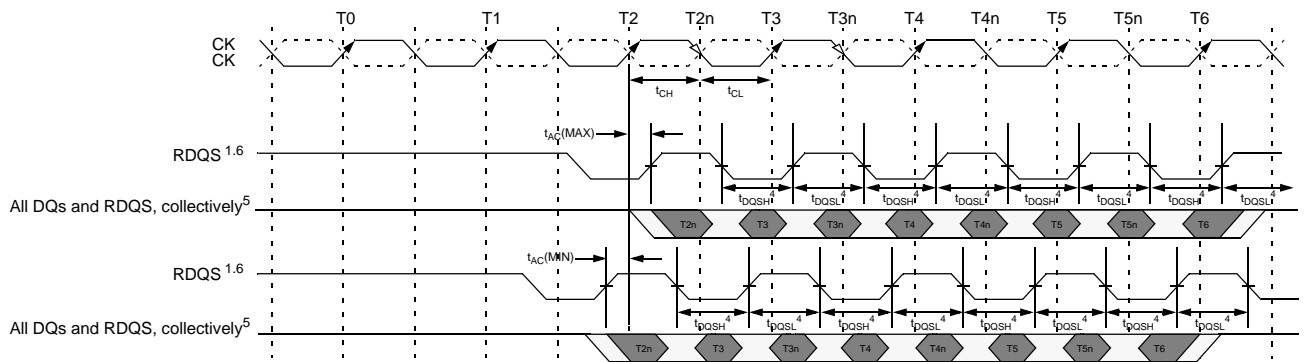 T0 T1 T2 T2n T3 T3n T4 T4n T5 T5n T6
CK
CK
tCH tCL
tAC(MAX)
RDQS 1.6
tDQSH4 tDQSL4 tDQSH4 tDQSL4 tDQSH4 tDQSL4 tDQSH4 tDQSL4
All DQs and RDQS, collectively5
T2n T3 T3n T4 T4n T5 T5n T6
tAC(MIN)
RDQS 1.6
tDQSH4 tDQSL4 tDQSH4 tDQSL4 tDQSH4 tDQSL4 tDQSH4 tDQSL4
All DQs and RDQS, collectively5
T2n T3 T3n T4 T4n T5 T5n T6